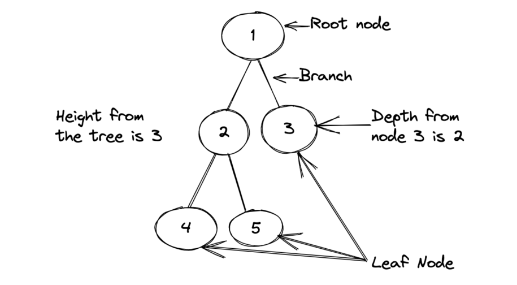 1
Root node
Branch
Height from
the tree is 3
2
3
Depth from
node 3 is 2
4
5
Leaf Node